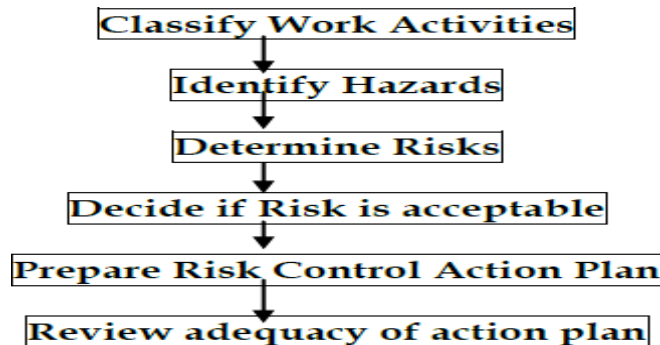 Classify Work Activities
Identify Hazards
Determine Risks
Decide if Risk is acceptable
Prepare Risk Control Action Plan
Review adequacy of action plan